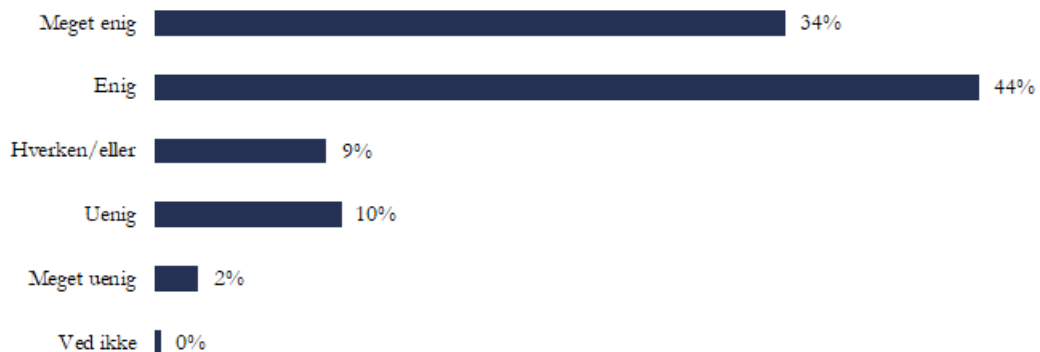 Meget enig 34%
Enig 44%
Hverken/eller 9%
Uenig 10%
Meget uenig 2%
Ved ikke 0%